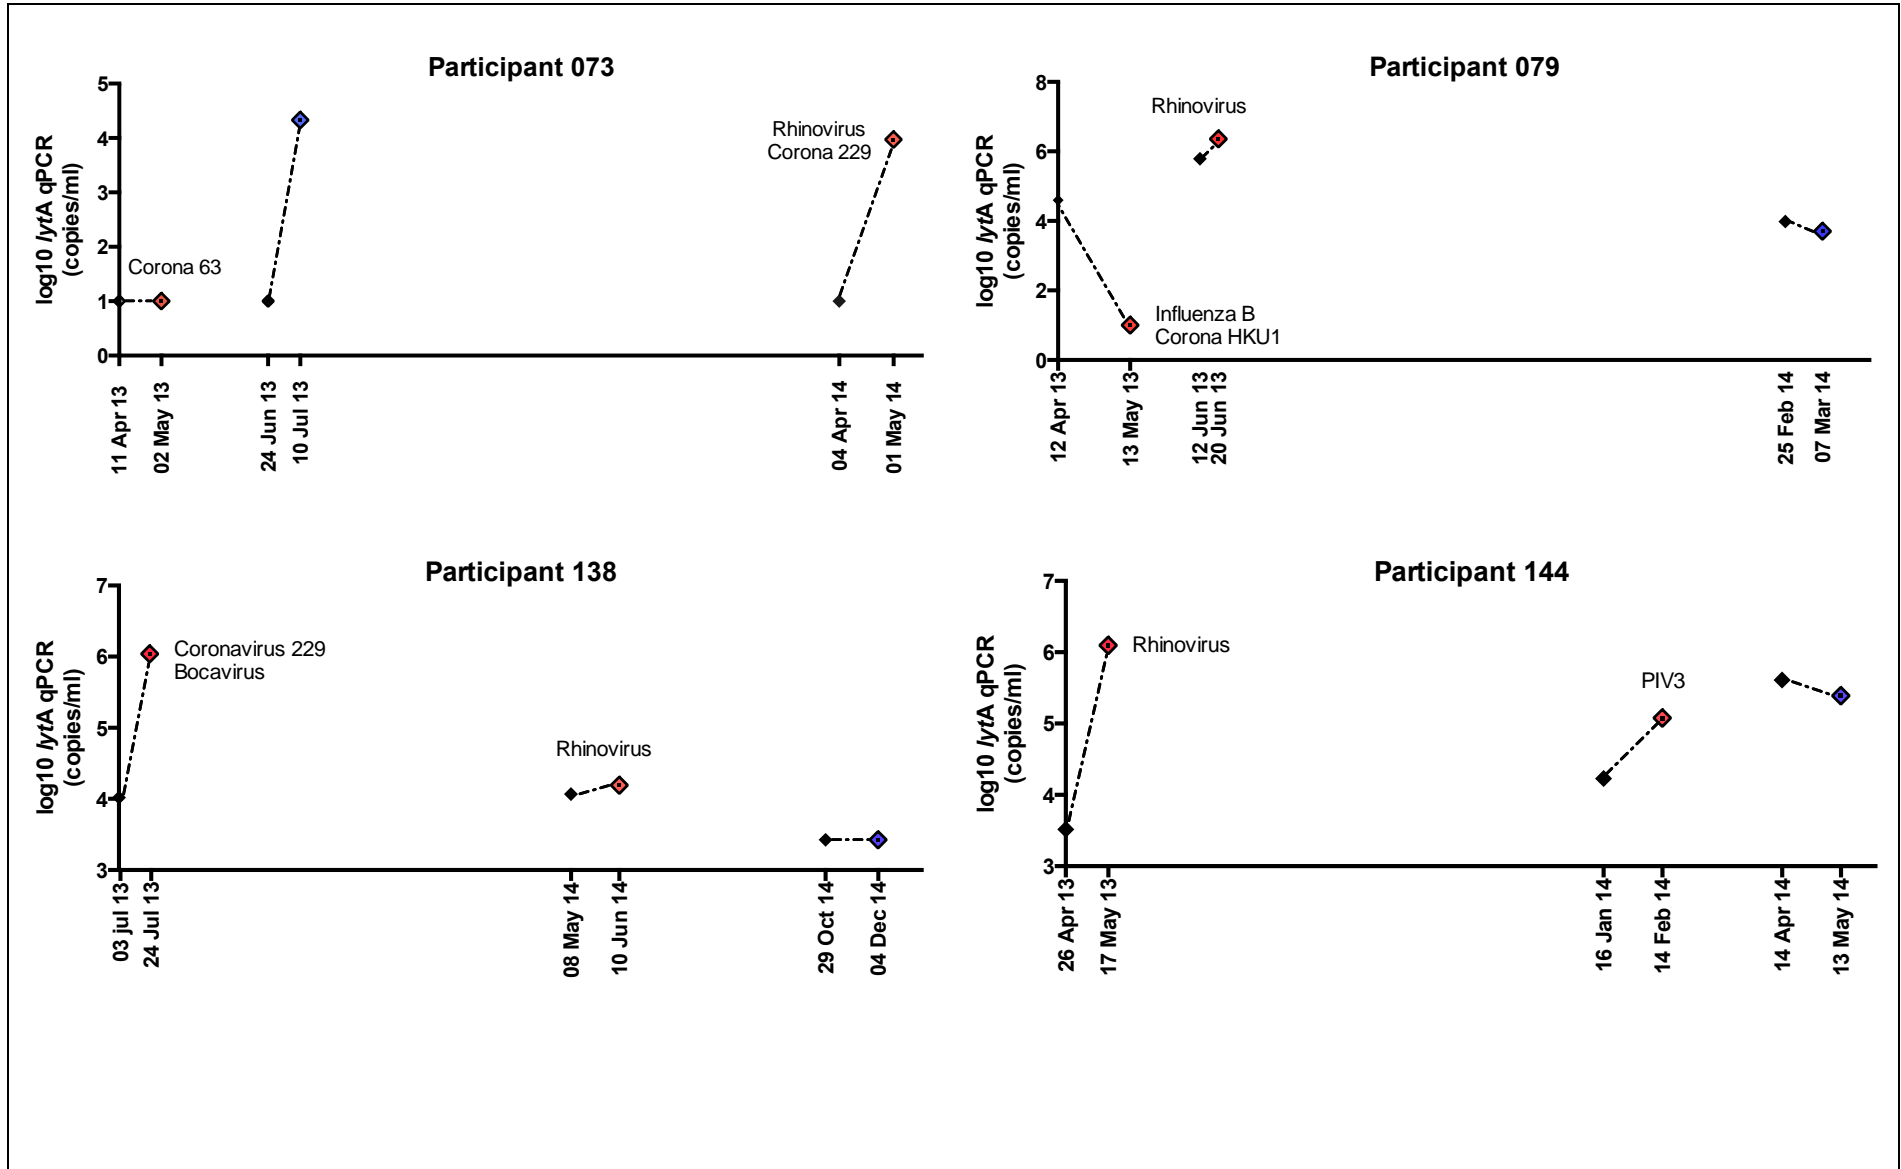 Participant 073
log10 lytA qPCR
(copies/ml)
5
4
3
2
1
0
Corona 63
Rhinovirus
Corona 229
11 Apr 13
02 May 13
24 Jun 13
10 Jul 13
04 Apr 14
01 May 14
Participant 079
log10 lytA qPCR
(copies/ml)
8
6
4
2
0
Rhinovirus
Influenza B
Corona HKU1
12 Apr 13
13 May 13
12 Jun 13
20 Jun 13
25 Feb 14
07 Mar 14
Participant 138
log10 lytA qPCR
(copies/ml)
7
6
5
4
3
Coronavirus 229
Bocavirus
Rhinovirus
03 jul 13
24 Jul 13
08 May 14
10 Jun 14
29 Oct 14
04 Dec 14
Participant 144
log10 lytA qPCR
(copies/ml)
7
6
5
4
3
Rhinovirus
PIV3
26 Apr 13
17 May 13
16 Jan 14
14 Feb 14
14 Apr 14
13 May 14